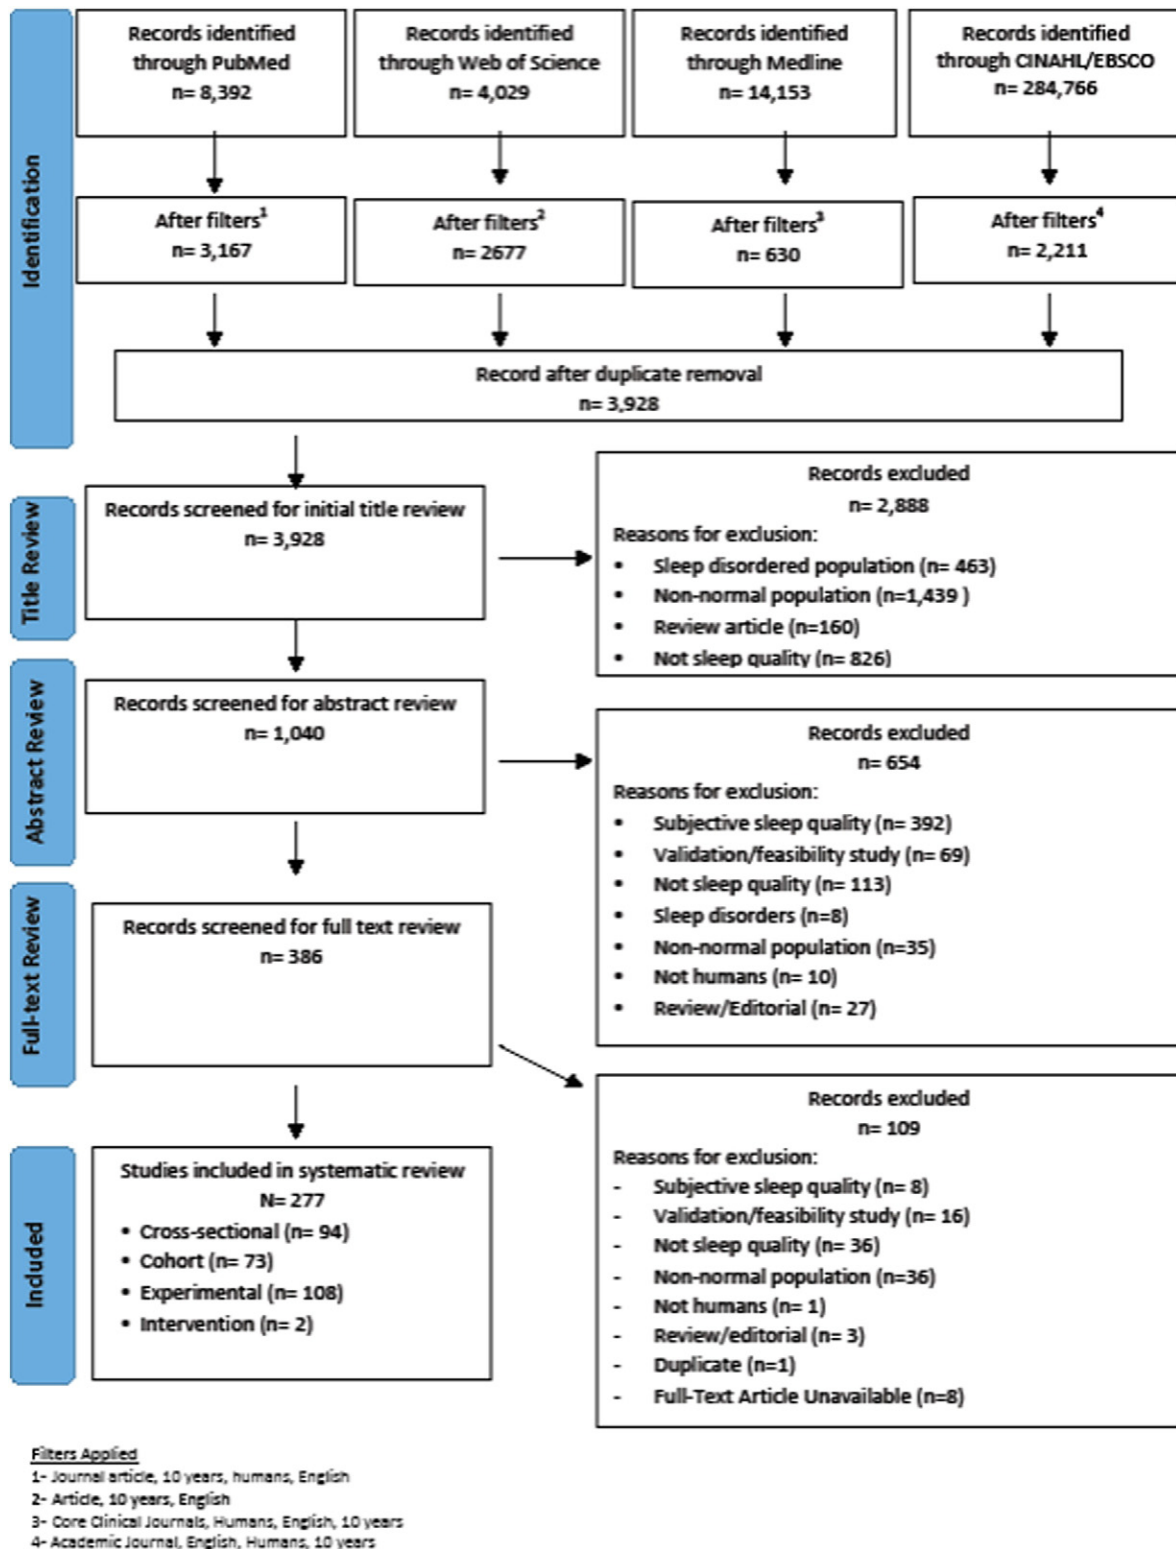 Identification
Records identified
through PubMed
n= 8,392
Records identified
through Web of Science
n= 4,029
Records identified
through Medline
n= 14,153
Records identified
through CINAHL/EBSCO
n= 284,766
After filters1
n= 3,167
After filters2
n= 2677
After filters3
n= 630
After filters4
n= 2,211
Record after duplicate removal
n= 3,928
Title Review
Records screened for initial title review
n= 3,928
Records excluded
n= 2,888
Reasons for exclusion:
• Sleep disordered population (n= 463)
• Non-normal population (n=1,439 )
• Review article (n=160)
• Not sleep quality (n= 826)
Abstract Review
Records screened for abstract review
n= 1,040
Records excluded
n= 654
Reasons for exclusion:
• Subjective sleep quality (n= 392)
• Validation/feasibility study (n= 69)
• Not sleep quality (n= 113)
• Sleep disorders (n=8)
• Non-normal population (n=35)
• Not humans (n= 10)
• Review/Editorial (n= 27)
Full-text Review
Records screened for full text review
n= 386
Records excluded
n= 109
Reasons for exclusion:
- Subjective sleep quality (n= 8)
- Validation/feasibility study (n= 16)
- Not sleep quality (n= 36)
- Non-normal population (n=36)
- Not humans (n= 1)
- Review/editorial (n= 3)
- Duplicate (n=1)
- Full-Text Article Unavailable (n=8)
Included
Studies included in systematic review
N= 277
• Cross-sectional (n= 94)
• Cohort (n= 73)
• Experimental (n= 108)
• Intervention (n= 2)
Filters Applied
1- Journal article, 10 years, humans, English
2- Article, 10 years, English
3- Core Clinical Journals, Humans, English, 10 years
4- Academic Journal, English, Humans, 10 years